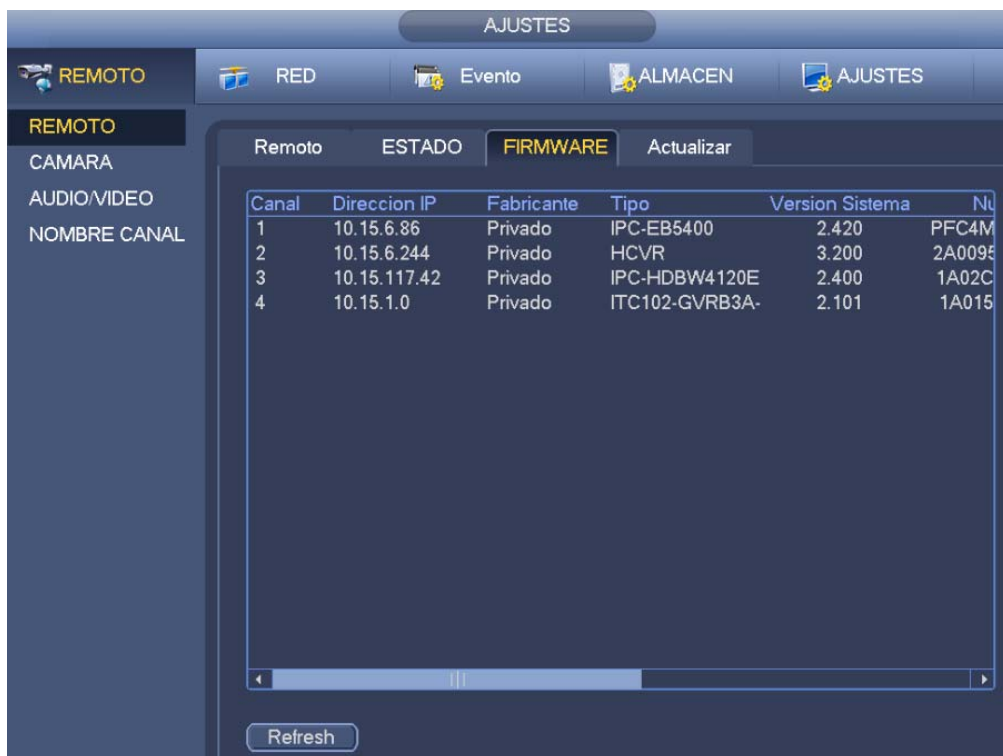 AJUSTES
REMOTO RED Evento ALMACEN AJUSTES
REMOTO
CAMARA
AUDIO/VIDEO
NOMBRE CANAL
Remoto ESTADO FIRMWARE Actualizar
Canal Direccion IP Fabricante Tipo Version Sistema Nu
1 10.15.6.86 Privado IPC-EB5400 2.420 PFC4M
2 10.15.6.244 Privado HCVR 3.200 2A0095
3 10.15.117.42 Privado IPC-HDBW4120E 2.400 1A02C
4 10.15.1.0 Privado ITC102-GVRB3A- 2.101 1A015
Refresh